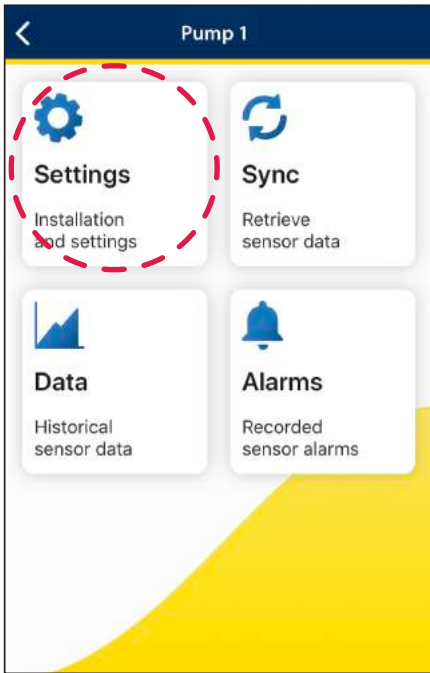 Pump 1
Settings
Installation
and settings
Sync
Retrieve
sensor data
Data
Historical
sensor data
Alarms
Recorded
sensor alarms